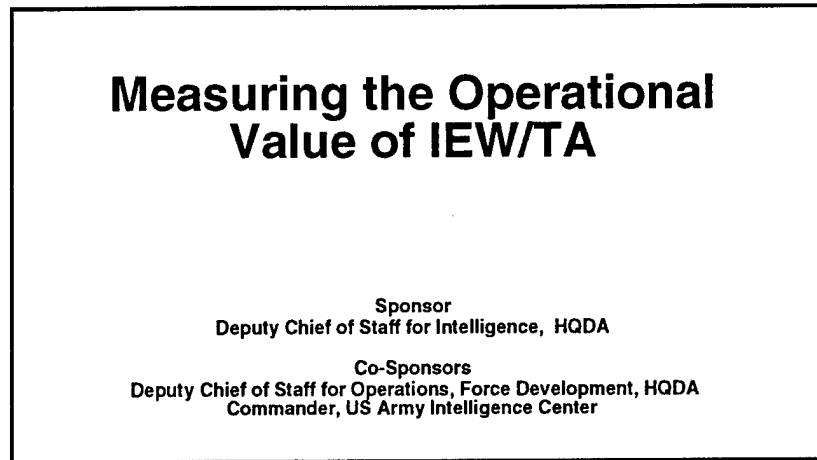 Measuring the Operational
Value of IEW/TA
Sponsor
Deputy Chief of Staff for Intelligence, HQDA
Co-Sponsors
Deputy Chief of Staff for Operations, Force Development, HQDA
Commander, US Army Intelligence Center